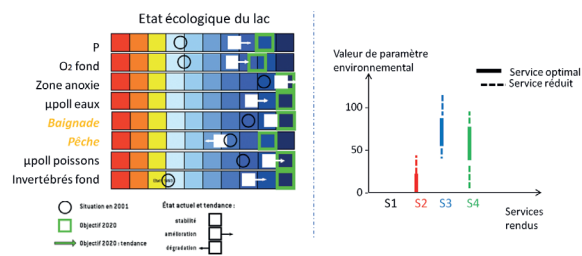 Etat écologique du lac
P
O₂ fond
Zone anoxie
µpoll eaux
Baignade
Pêche
µpoll poissons
Invertébrés fond
Situation en 2001
Objectif 2020
Objectif 2020 : tendance
État actuel et tendance :
stabilité
amélioration
dégradation
Valeur de paramètre
environnemental
Service optimal
Service réduit
100
50
0
S1 S2 S3 S4
Services
rendus